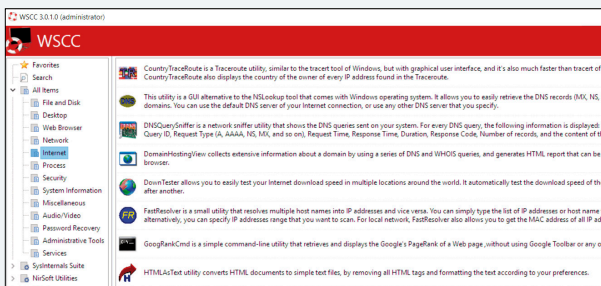 WSCC 3.0.1.0 (administrator)
WSCC
Favorites
Search
All Items
File and Disk
Desktop
Web Browser
Network
Internet
Process
Security
System Information
Miscellaneous
Audio/Video
Password Recovery
Administrative Tools
Services
Sysinternals Suite
NirSoft Utilities
CountryTraceRoute is a Traceroute utility, similar to the tracert tool of Windows, but with graphical user interface, and it's also much faster than tracert of
CountryTraceRoute also displays the country of the owner of every IP address found in the Traceroute.
DNS
This utility is a GUI alternative to the NSLookup tool that comes with Windows operating system. It allows you to easily retrieve the DNS records (MX, NS,
domains. You can use the default DNS server of your Internet connection, or use any other DNS server that you specify.
DNS
DNSQuerySniffer is a network sniffer utility that shows the DNS queries sent on your system. For every DNS query, the following information is displayed:
Query ID, Request Type (A, AAAA, NS, MX, and so on), Request Time, Response Time, Duration, Response Code, Number of records, and the content of th
DomainHostingView collects extensive information about a domain by using a series of DNS and WHOIS queries, and generates HTML report that can be
browser.
DownTester allows you to easily test your Internet download speed in multiple locations around the world. It automatically test the download speed of the
after another.
FR
FastResolver is a small utility that resolves multiple host names into IP addresses and vice versa. You can simply type the list of IP addresses or host name
alternatively, you can specify IP addresses range that you want to scan. For local network, FastResolver also allows you to get the MAC address of all IP ad
GoogRankCmd is a simple command-line utility that retrieves and displays the Google's PageRank of a Web page ,without using Google Toolbar or any o
H
HTMLAsText utility converts HTML documents to simple text files, by removing all HTML tags and formatting the text according to your preferences.